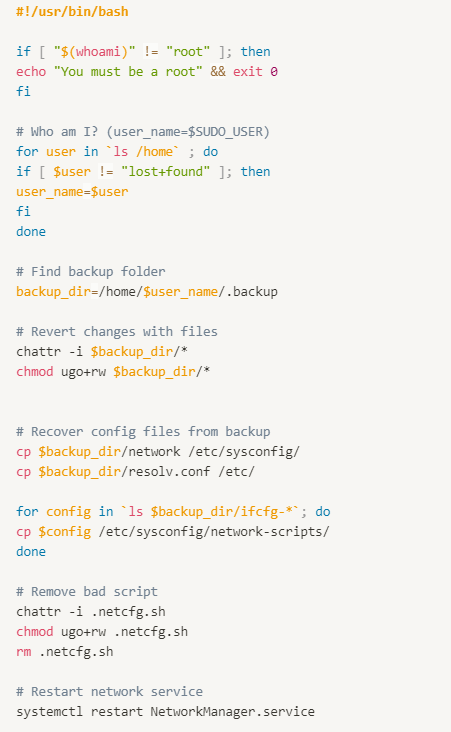 #!/usr/bin/bash
if [ "$(whoami)" != "root" ]; then
echo "You must be a root" && exit 0
fi
# Who am I? (user_name=$SUDO_USER)
for user in `ls /home` ; do
if [ $user != "lost+found" ]; then
user_name=$user
fi
done
# Find backup folder
backup_dir=/home/$user_name/.backup
# Revert changes with files
chattr -i $backup_dir/*
chmod ugo+rw $backup_dir/*
# Recover config files from backup
cp $backup_dir/network /etc/sysconfig/
cp $backup_dir/resolv.conf /etc/
for config in `ls $backup_dir/ifcfg-*`; do
cp $config /etc/sysconfig/network-scripts/
done
# Remove bad script
chattr -i .netcfg.sh
chmod ugo+rw .netcfg.sh
rm .netcfg.sh
# Restart network service
systemctl restart NetworkManager.service